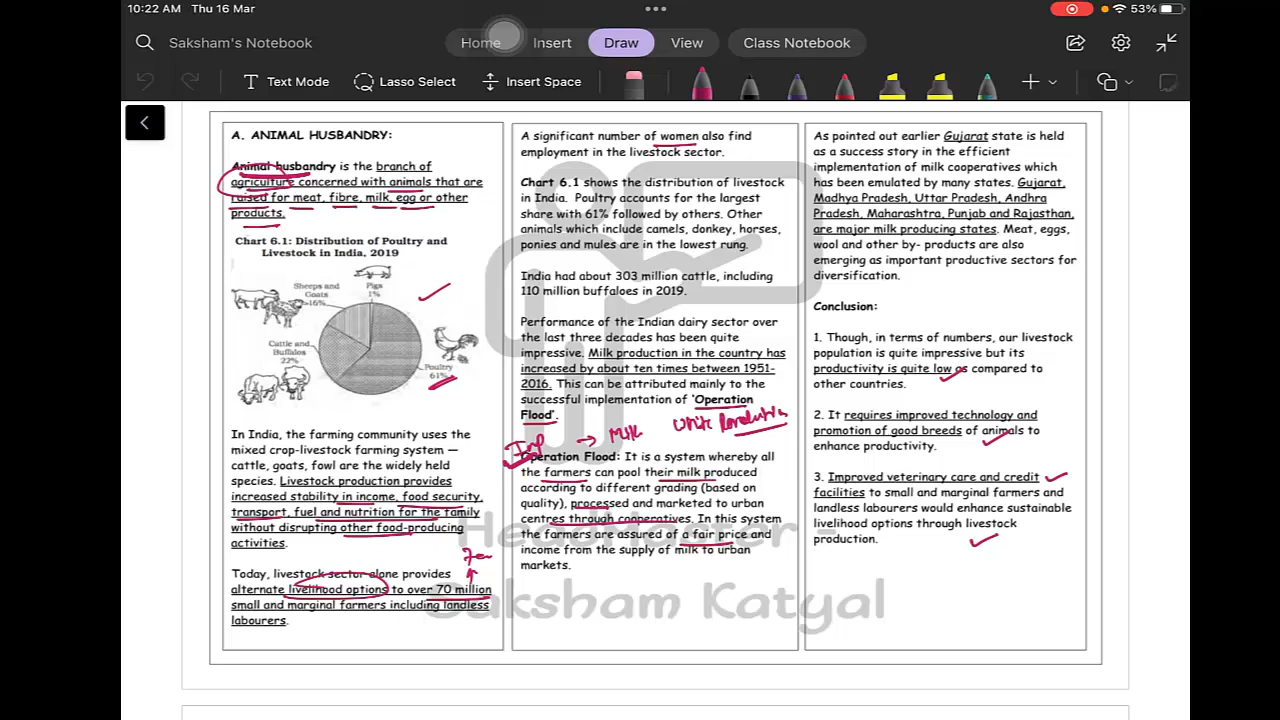 10:22 AM Thu 16 Mar
53%
Saksham's Notebook
Home
Insert
Draw
View
Class Notebook
Text Mode
Lasso Select
Insert Space
A. ANIMAL HUSBANDRY:
Animal husbandry is the branch of
agriculture concerned with animals that are
raised for meat, fibre, milk, egg or other
products.
Chart 6.1: Distribution of Poultry and
Livestock in India, 2019
Sheeps and
Goats
16%
Pigs
1%
Cattle and
Buffaloes
22%
Poultry
61%
In India, the farming community uses the
mixed crop-livestock farming system —
cattle, goats, fowl are the widely held
species. Livestock production provides
increased stability in income, food security,
transport, fuel and nutrition for the family
without disrupting other food-producing
activities.
Today, livestock sector alone provides
alternate livelihood options to over 70 million
small and marginal farmers including landless
labourers.
A significant number of women also find
employment in the livestock sector.
Chart 6.1 shows the distribution of livestock
in India. Poultry accounts for the largest
share with 61% followed by others. Other
animals which include camels, donkey, horses,
ponies and mules are in the lowest rung.
India had about 303 million cattle, including
110 million buffaloes in 2019.
Performance of the Indian dairy sector over
the last three decades has been quite
impressive. Milk production in the country has
increased by about ten times between 1951-
2016. This can be attributed mainly to the
successful implementation of 'Operation
Flood'.
White Revolution
Imp
→ Milk
Operation Flood: It is a system whereby all
the farmers can pool their milk produced
according to different grading (based on
quality), processed and marketed to urban
centres through cooperatives. In this system
the farmers are assured of a fair price and
income from the supply of milk to urban
markets.
As pointed out earlier Gujarat state is held
as a success story in the efficient
implementation of milk cooperatives which
has been emulated by many states. Gujarat,
Madhya Pradesh, Uttar Pradesh, Andhra
Pradesh, Maharashtra, Punjab and Rajasthan,
are major milk producing states. Meat, eggs,
wool and other by- products are also
emerging as important productive sectors for
diversification.
Conclusion:
1. Though, in terms of numbers, our livestock
population is quite impressive but its
productivity is quite low as compared to
other countries.
2. It requires improved technology and
promotion of good breeds of animals to
enhance productivity.
3. Improved veterinary care and credit
facilities to small and marginal farmers and
landless labourers would enhance sustainable
livelihood options through livestock
production.
HeadMaster -
Saksham Katyal